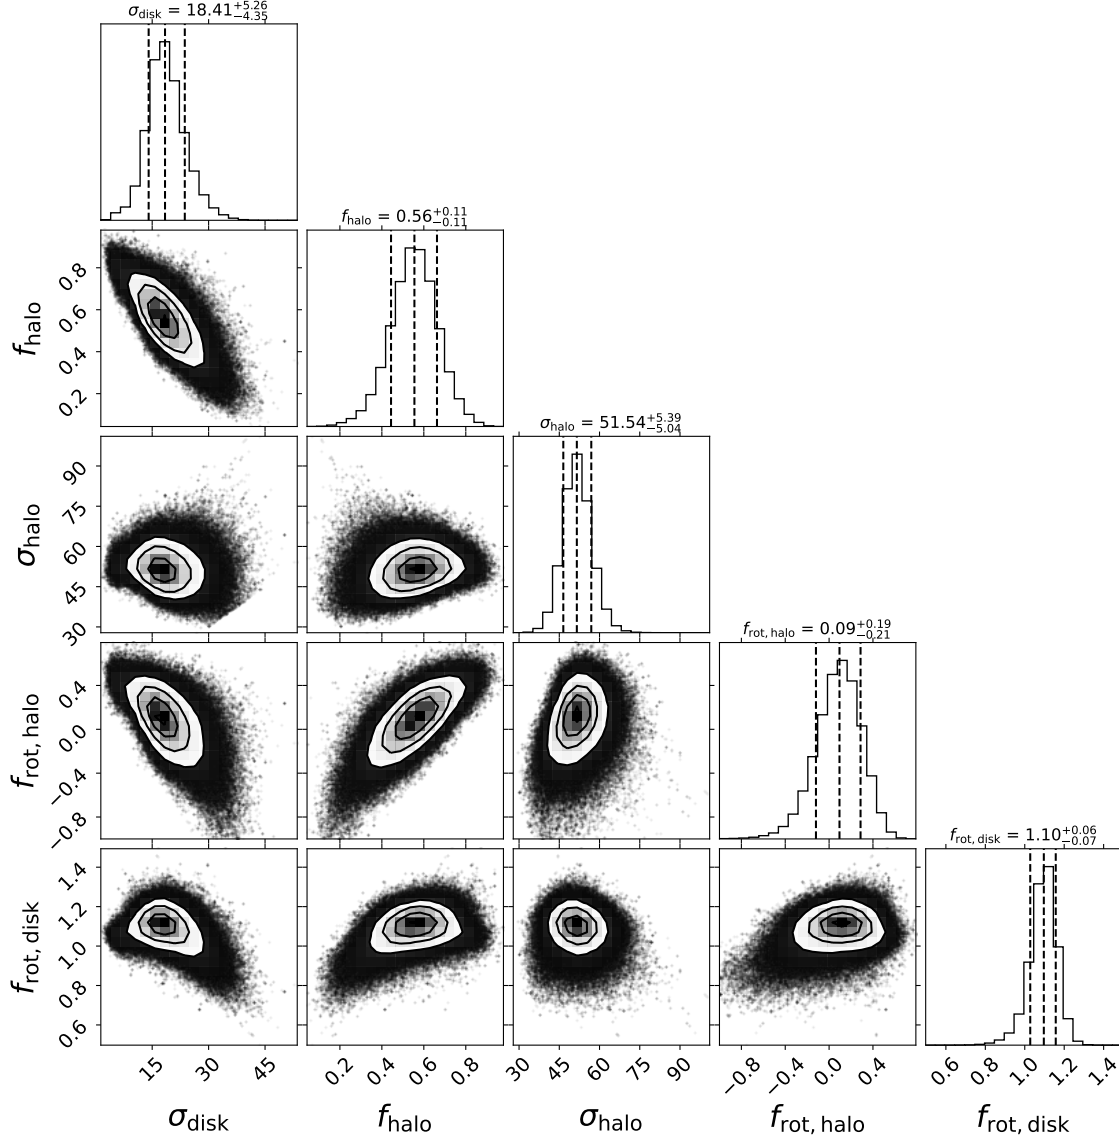 σ_disk = 18.41^{+5.26}_{−4.35}
f_halo = 0.56^{+0.11}_{−0.11}
0.8
0.6
0.4
0.2
f_halo
σ_halo = 51.54^{+5.39}_{−5.04}
90
75
60
45
30
σ_halo
f_rot, halo = 0.09^{+0.19}_{−0.21}
0.4
0.0
−0.4
−0.8
f_rot, halo
f_rot, disk = 1.10^{+0.06}_{−0.07}
1.4
1.2
1.0
0.8
0.6
f_rot, disk
15 30 45
0.2 0.4 0.6 0.8
30 45 60 75 90
−0.8 −0.4 0.0 0.4
0.6 0.8 1.0 1.2 1.4
σ_disk
f_halo
σ_halo
f_rot, halo
f_rot, disk